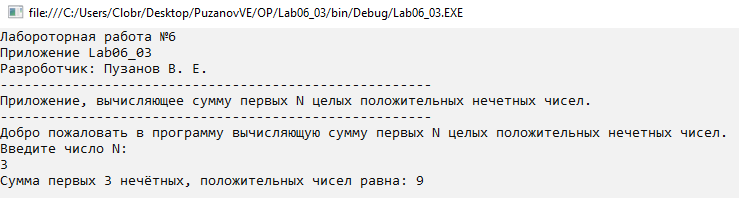 file:///C:/Users/Clobr/Desktop/PuzanovVE/OP/Lab06_03/bin/Debug/Lab06_03.EXE
Лабороторная работа №6
Приложение Lab06_03
Разроботчик: Пузанов В. Е.
------------------------------------------------------
Приложение, вычисляющее сумму первых N целых положительных нечетных чисел.
------------------------------------------------------
Добро пожаловать в программу вычисляющую сумму первых N целых положительных нечетных чисел.
Введите число N:
3
Сумма первых 3 нечётных, положительных чисел равна: 9